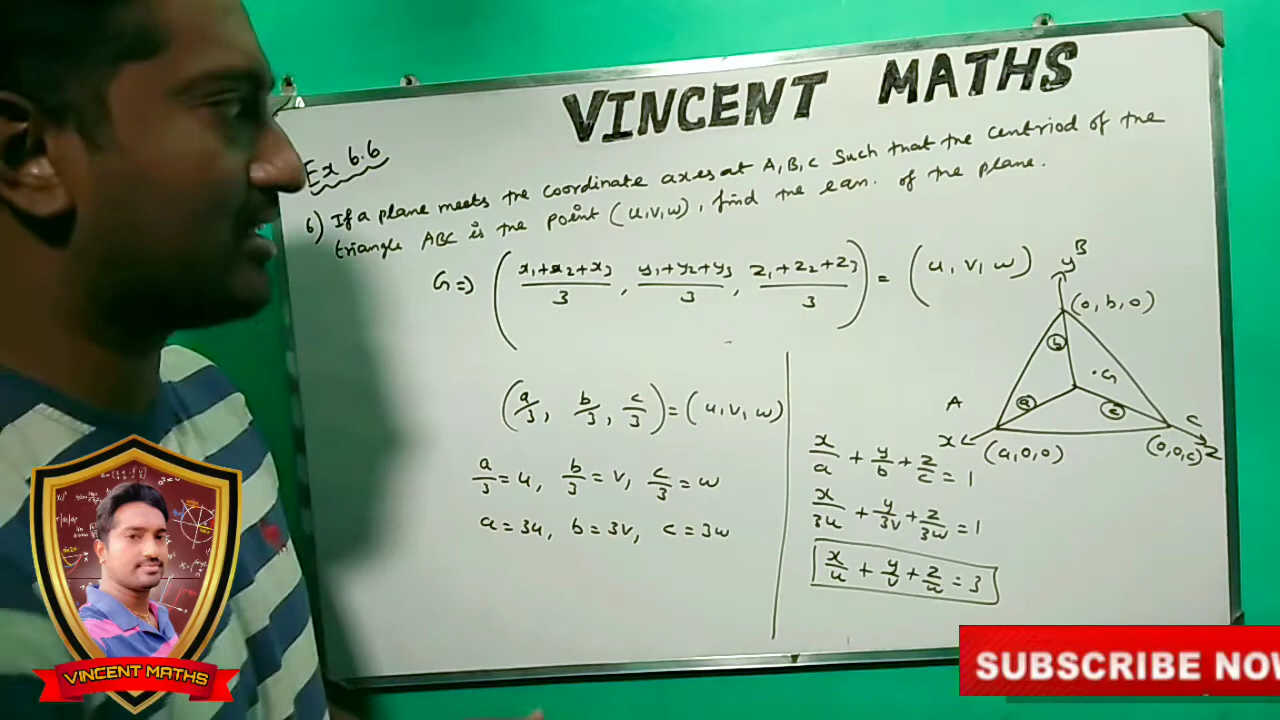 VINCENT MATHS
Ex 6.6
6) If a plane meets the coordinate axes at A, B, C such that the centriod of the
triangle ABC is the point (u, v, w), find the ean. of the plane.
G => ( x₁+x₂+x₃/3 , y₁+y₂+y₃/3 , z₁+z₂+z₃/3 ) = ( u, v, w )
(a/3, b/3, c/3) = (u, v, w)
a/3 = u, b/3 = v, c/3 = w
a = 3u, b = 3v, c = 3w
y B
(0, b, 0)
b
G
a
c
A
x
(a, 0, 0)
C
(0, 0, c)
z
x/a + y/b + z/c = 1
x/3u + y/3v + z/3w = 1
x/u + y/v + z/w = 3
VINCENT MATHS
SUBSCRIBE NOW